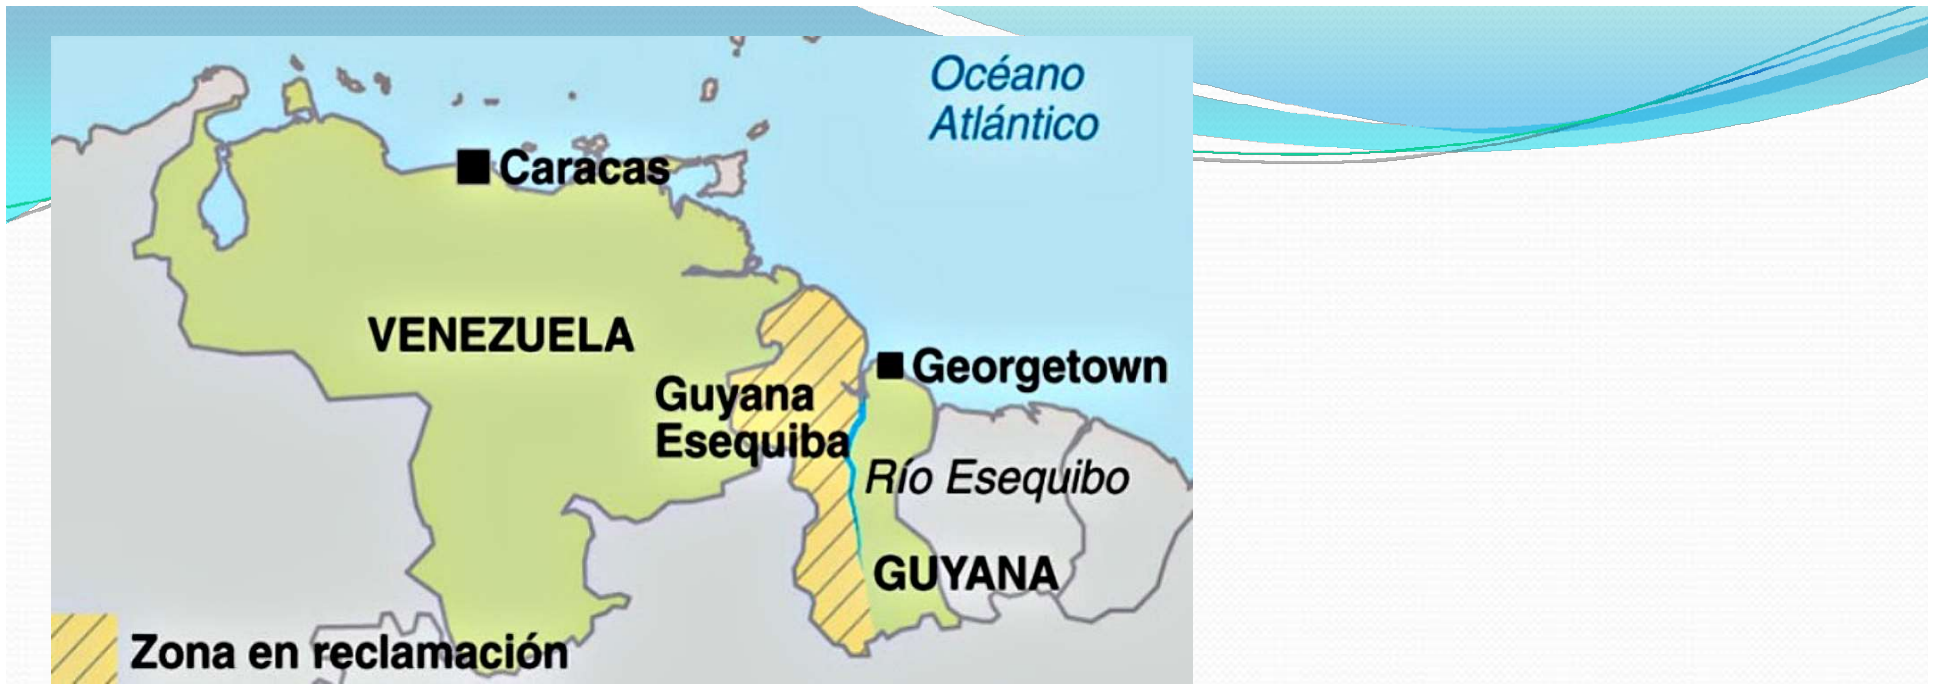 Océano
Atlántico
Caracas
VENEZUELA
Georgetown
Guyana
Esequiba
Río Esequibo
GUYANA
Zona en reclamación